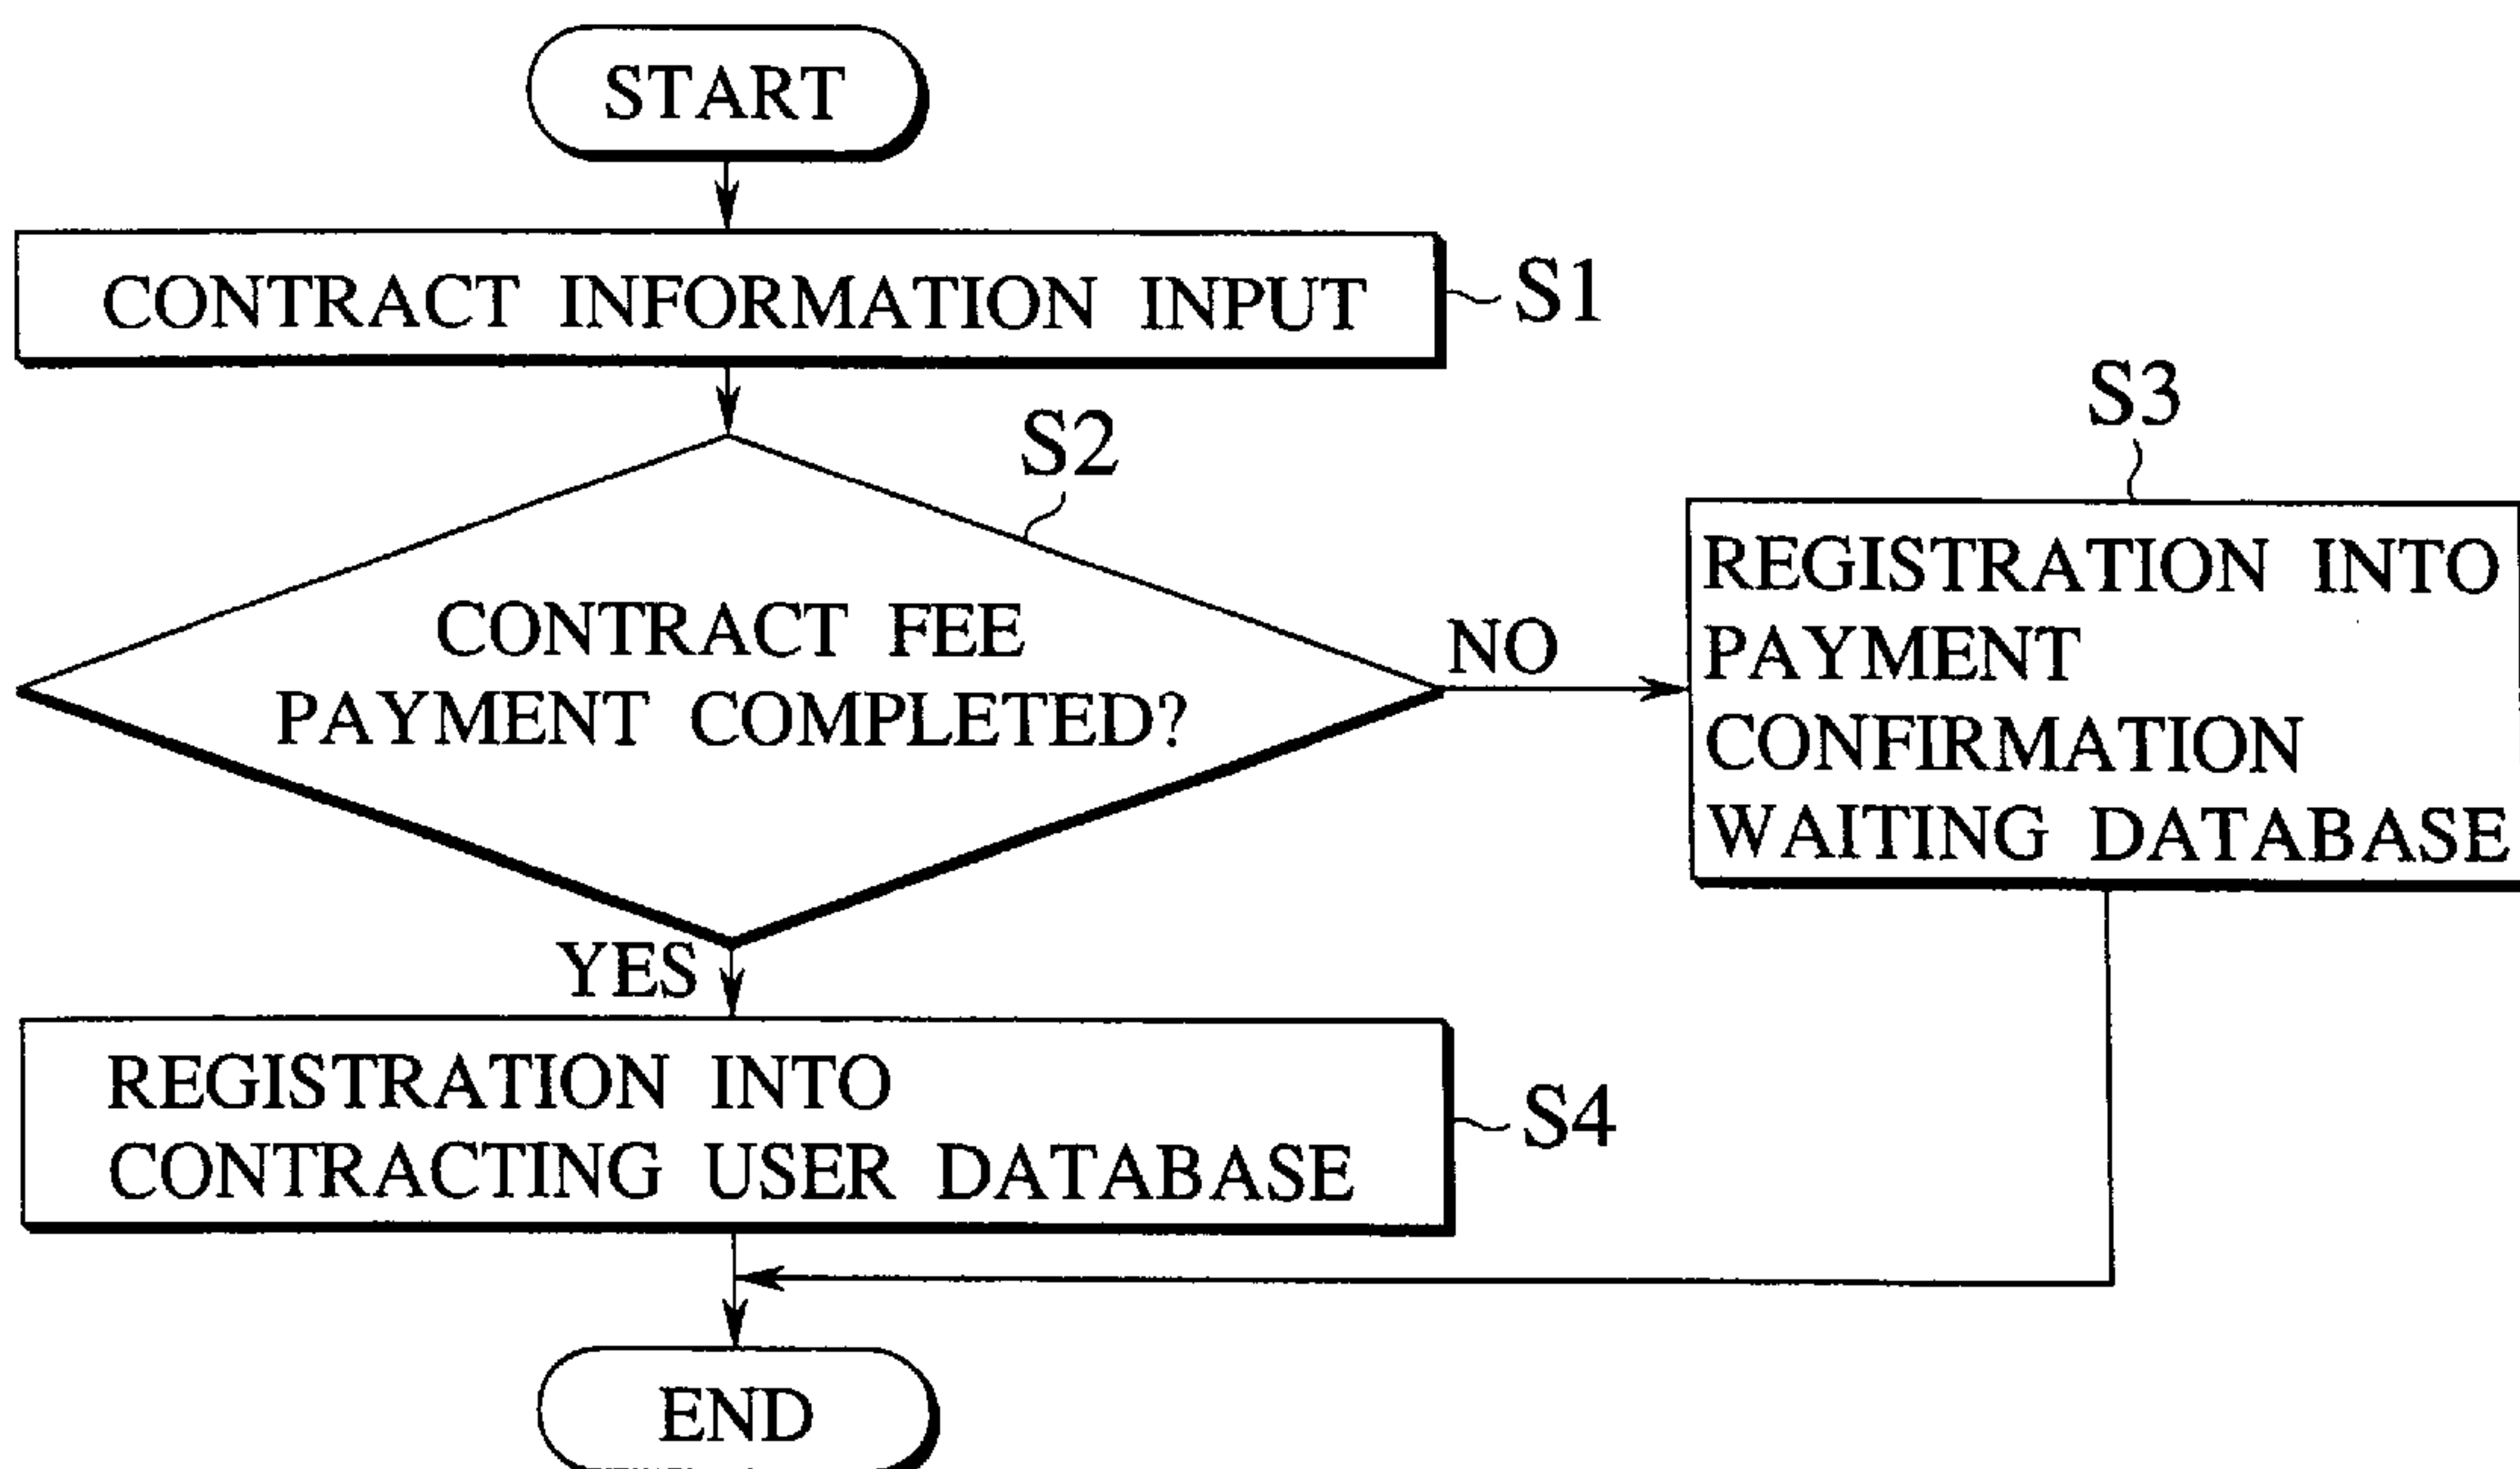 START
CONTRACT INFORMATION INPUT
S1
S2
CONTRACT FEE
PAYMENT COMPLETED?
NO
S3
REGISTRATION INTO
PAYMENT
CONFIRMATION
WAITING DATABASE
YES
REGISTRATION INTO
CONTRACTING USER DATABASE
S4
END